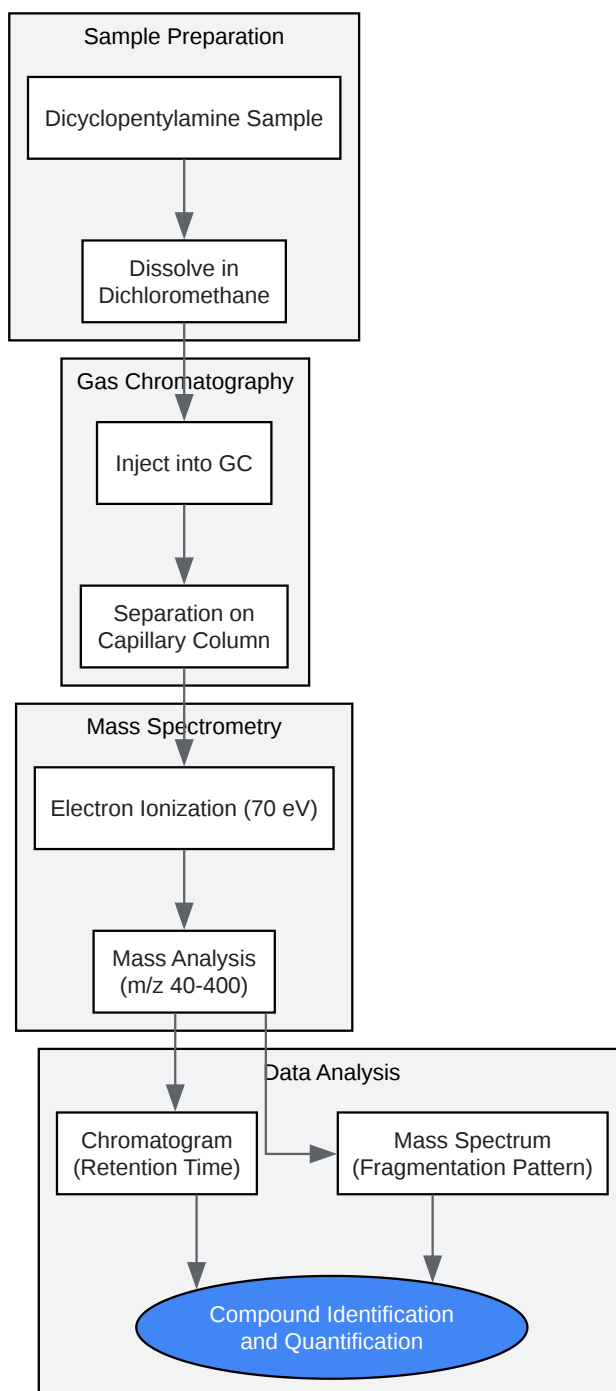 Sample Preparation
Dicyclopentylamine Sample
Dissolve in
Dichloromethane
Gas Chromatography
Inject into GC
Separation on
Capillary Column
Mass Spectrometry
Electron Ionization (70 eV)
Mass Analysis
(m/z 40-400)
Data Analysis
Chromatogram
(Retention Time)
Mass Spectrum
(Fragmentation Pattern)
Compound Identification
and Quantification